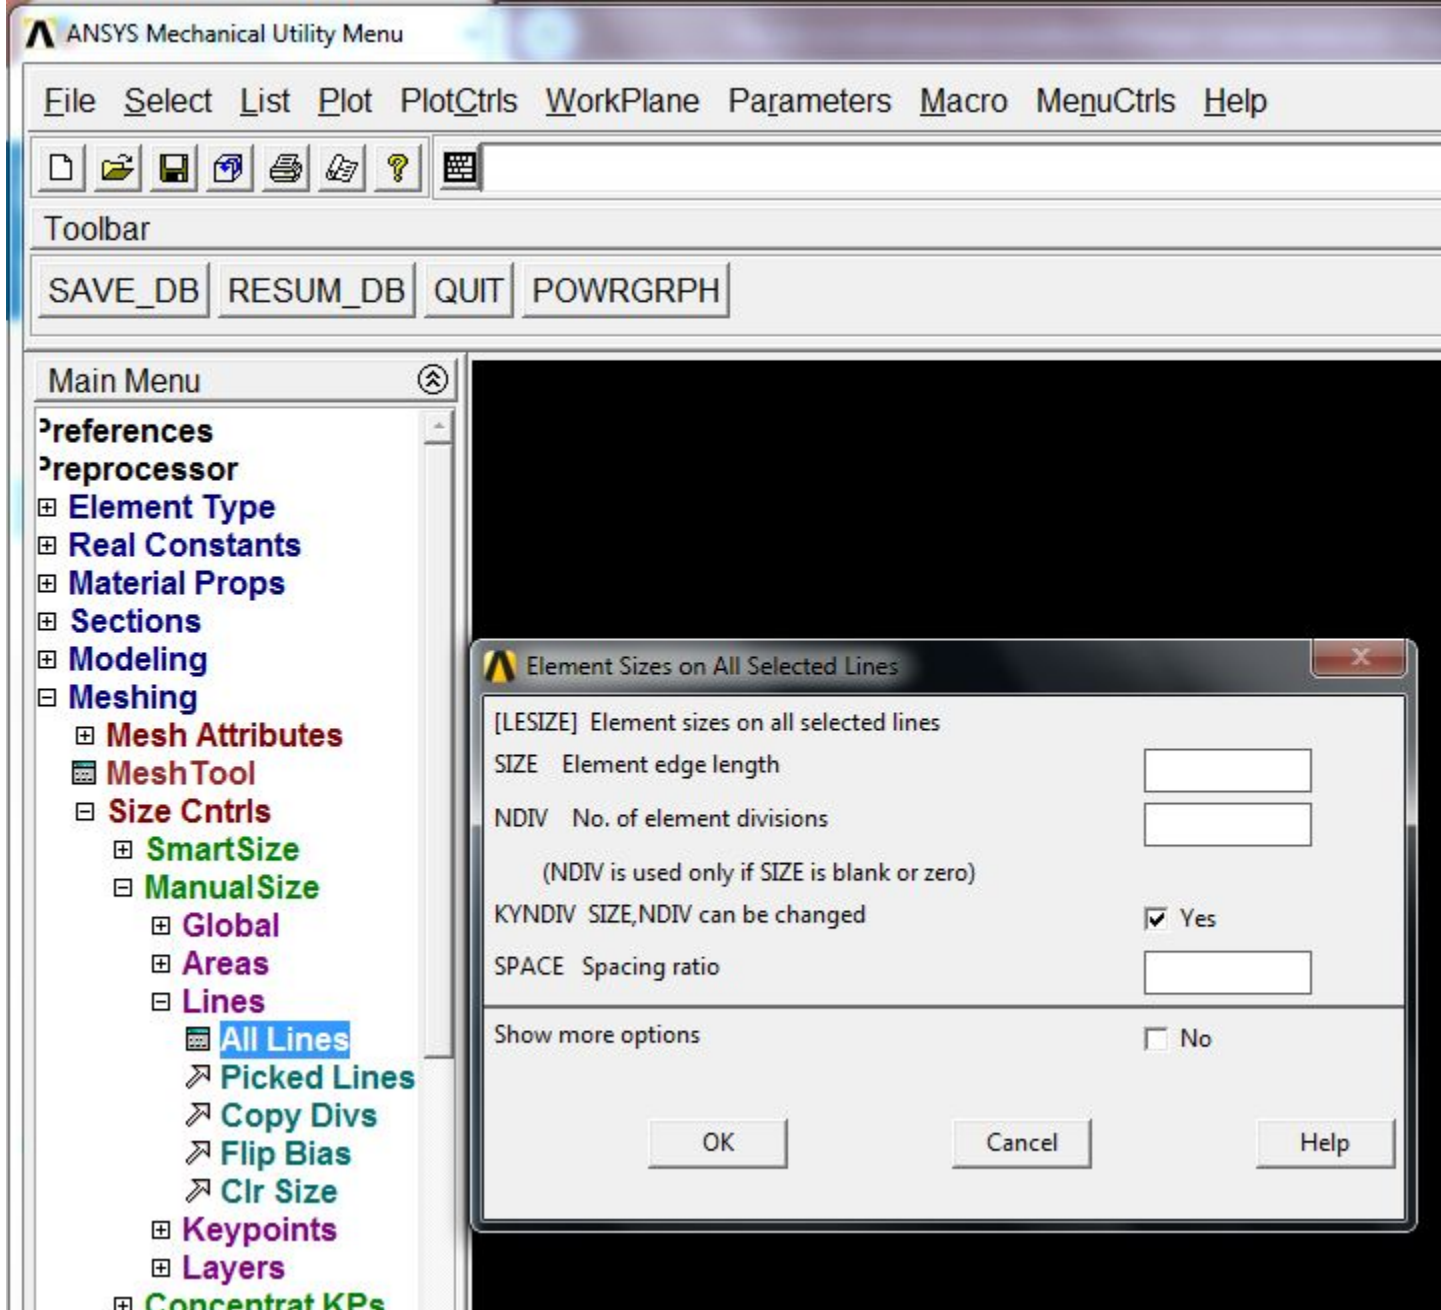 ANSYS Mechanical Utility Menu
File Select List Plot PlotCtrls WorkPlane Parameters Macro MenuCtrls Help
Toolbar
SAVE_DB RESUM_DB QUIT POWRGRPH
Main Menu
Preferences
Preprocessor
Element Type
Real Constants
Material Props
Sections
Modeling
Meshing
Mesh Attributes
MeshTool
Size Cntrls
SmartSize
ManualSize
Global
Areas
Lines
All Lines
Picked Lines
Copy Divs
Flip Bias
Clr Size
Keypoints
Layers
Concentrat KPs
Element Sizes on All Selected Lines
[LESIZE] Element sizes on all selected lines
SIZE Element edge length
NDIV No. of element divisions
(NDIV is used only if SIZE is blank or zero)
KYNDIV SIZE,NDIV can be changed Yes
SPACE Spacing ratio
Show more options No
OK Cancel Help